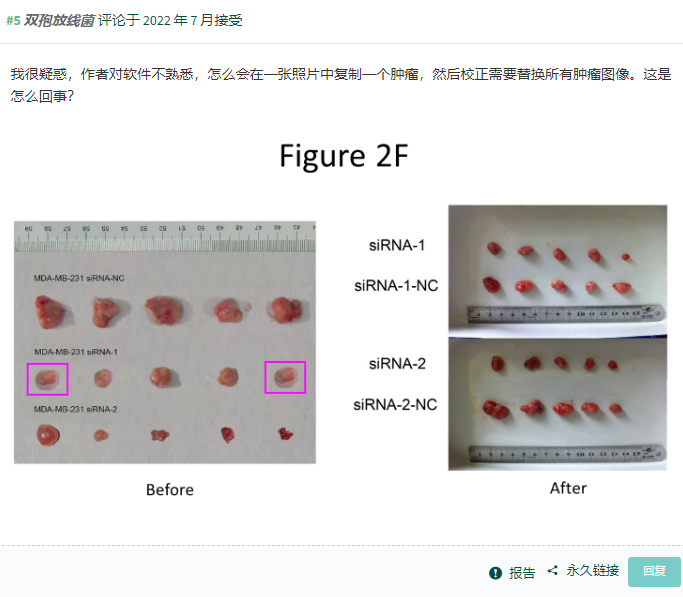 #5 双孢放线菌 评论于 2022 年 7 月接受
我很疑惑，作者对软件不熟悉，怎么会在一张照片中复制一个肿瘤，然后校正需要替换所有肿瘤图像。这是
怎么回事？
Figure 2F
MDA-MB-231 siRNA-NC
MDA-MB-231 siRNA-1
MDA-MB-231 siRNA-2
Before
siRNA-1
siRNA-1-NC
siRNA-2
siRNA-2-NC
After
报告 永久链接 回复